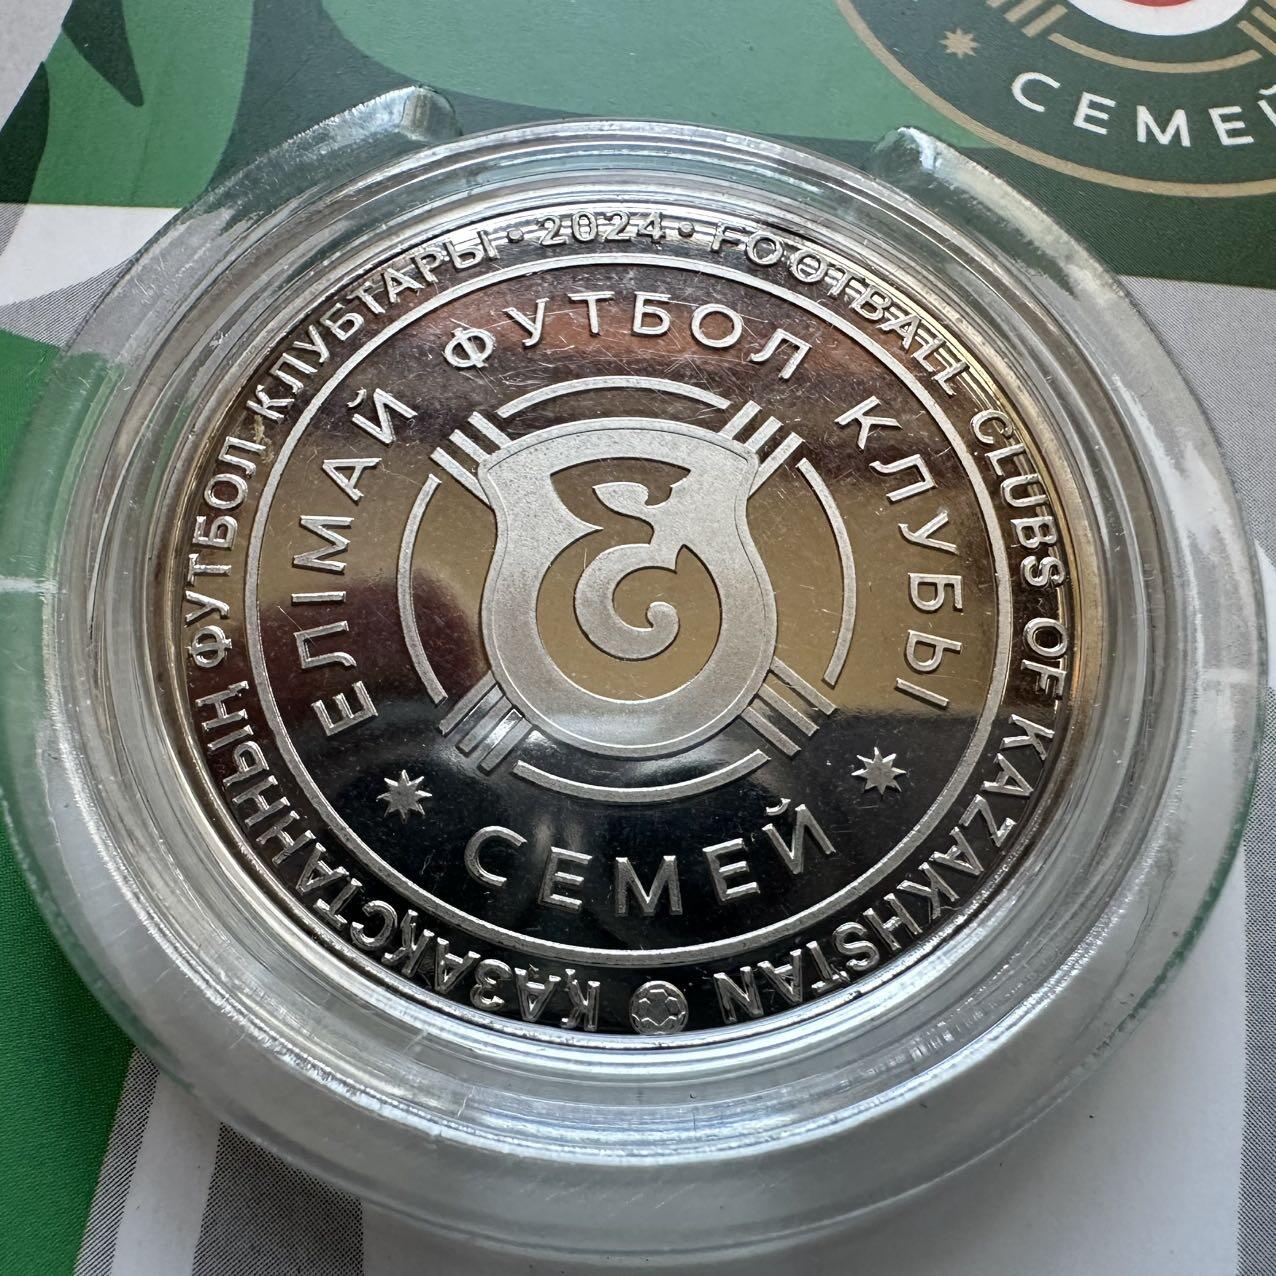 ҚАЗАҚСТАННЫҢ ФУТБОЛ КЛУБТАРЫ • 2024 • FOOTBALL CLUBS OF KAZAKHSTAN
ЕЛІМАЙ ФУТБОЛ КЛУБЫ
СЕМЕЙ
СЕМЕЙ